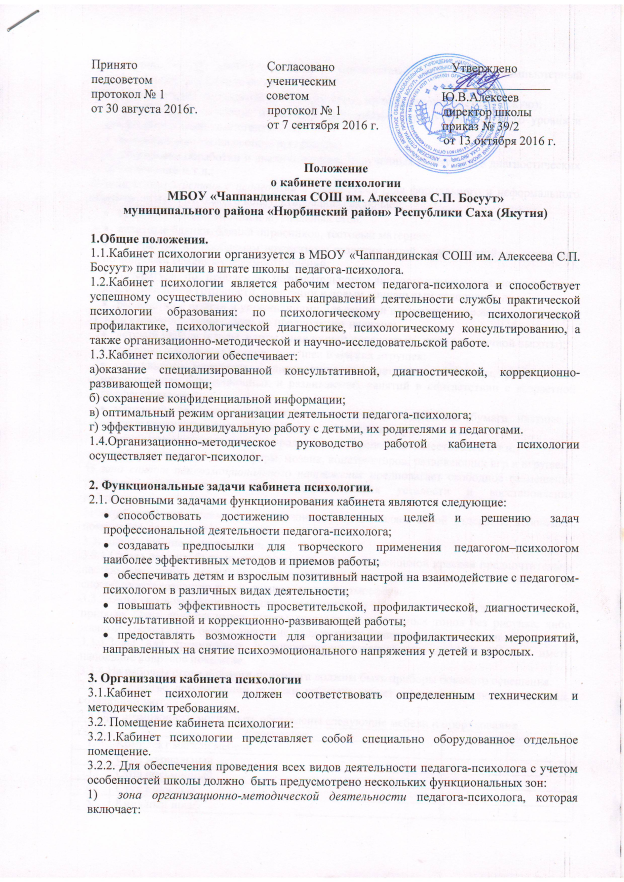 Принято
педсоветом
протокол № 1
от 30 августа 2016г.
Согласовано
ученическим
советом
протокол № 1
от 7 сентября 2016 г.
Утверждено
Ю.В.Алексеев
директор школы
приказ № 39/2
от 13 октября 2016 г.
Положение
о кабинете психологии
МБОУ «Чаппандинская СОШ им. Алексеева С.П. Босуут»
муниципального района «Нюрбинский район» Республики Саха (Якутия)
1.Общие положения.
1.1.Кабинет психологии организуется в МБОУ «Чаппандинская СОШ им. Алексеева С.П.
Босуут» при наличии в штате школы педагога-психолога.
1.2.Кабинет психологии является рабочим местом педагога-психолога и способствует
успешному осуществлению основных направлений деятельности службы практической
психологии образования: по психологическому просвещению, психологической
профилактике, психологической диагностике, психологическому консультированию, а
также организационно-методической и научно-исследовательской работе.
1.3.Кабинет психологии обеспечивает:
а)оказание специализированной консультативной, диагностической, коррекционно-
развивающей помощи;
б) сохранение конфиденциальной информации;
в) оптимальный режим организации деятельности педагога-психолога;
г) эффективную индивидуальную работу с детьми, их родителями и педагогами.
1.4.Организационно-методическое руководство работой кабинета психологии
осуществляет педагог-психолог.
2. Функциональные задачи кабинета психологии.
2.1. Основными задачами функционирования кабинета являются следующие:
• способствовать достижению поставленных целей и решению задач
профессиональной деятельности педагога-психолога;
• создавать предпосылки для творческого применения педагогом–психологом
наиболее эффективных методов и приемов работы;
• обеспечивать детям и взрослым позитивный настрой на взаимодействие с педагогом-
психологом в различных видах деятельности;
• повышать эффективность просветительской, профилактической, диагностической,
консультативной и коррекционно-развивающей работы;
• предоставлять возможности для организации профилактических мероприятий,
направленных на снятие психоэмоционального напряжения у детей и взрослых.
3. Организация кабинета психологии
3.1.Кабинет психологии должен соответствовать определенным техническим и
методическим требованиям.
3.2. Помещение кабинета психологии:
3.2.1.Кабинет психологии представляет собой специально оборудованное отдельное
помещение.
3.2.2. Для обеспечения проведения всех видов деятельности педагога-психолога с учетом
особенностей школы должно быть предусмотрено нескольких функциональных зон:
1) зона организационно-методической деятельности педагога-психолога, которая
включает: